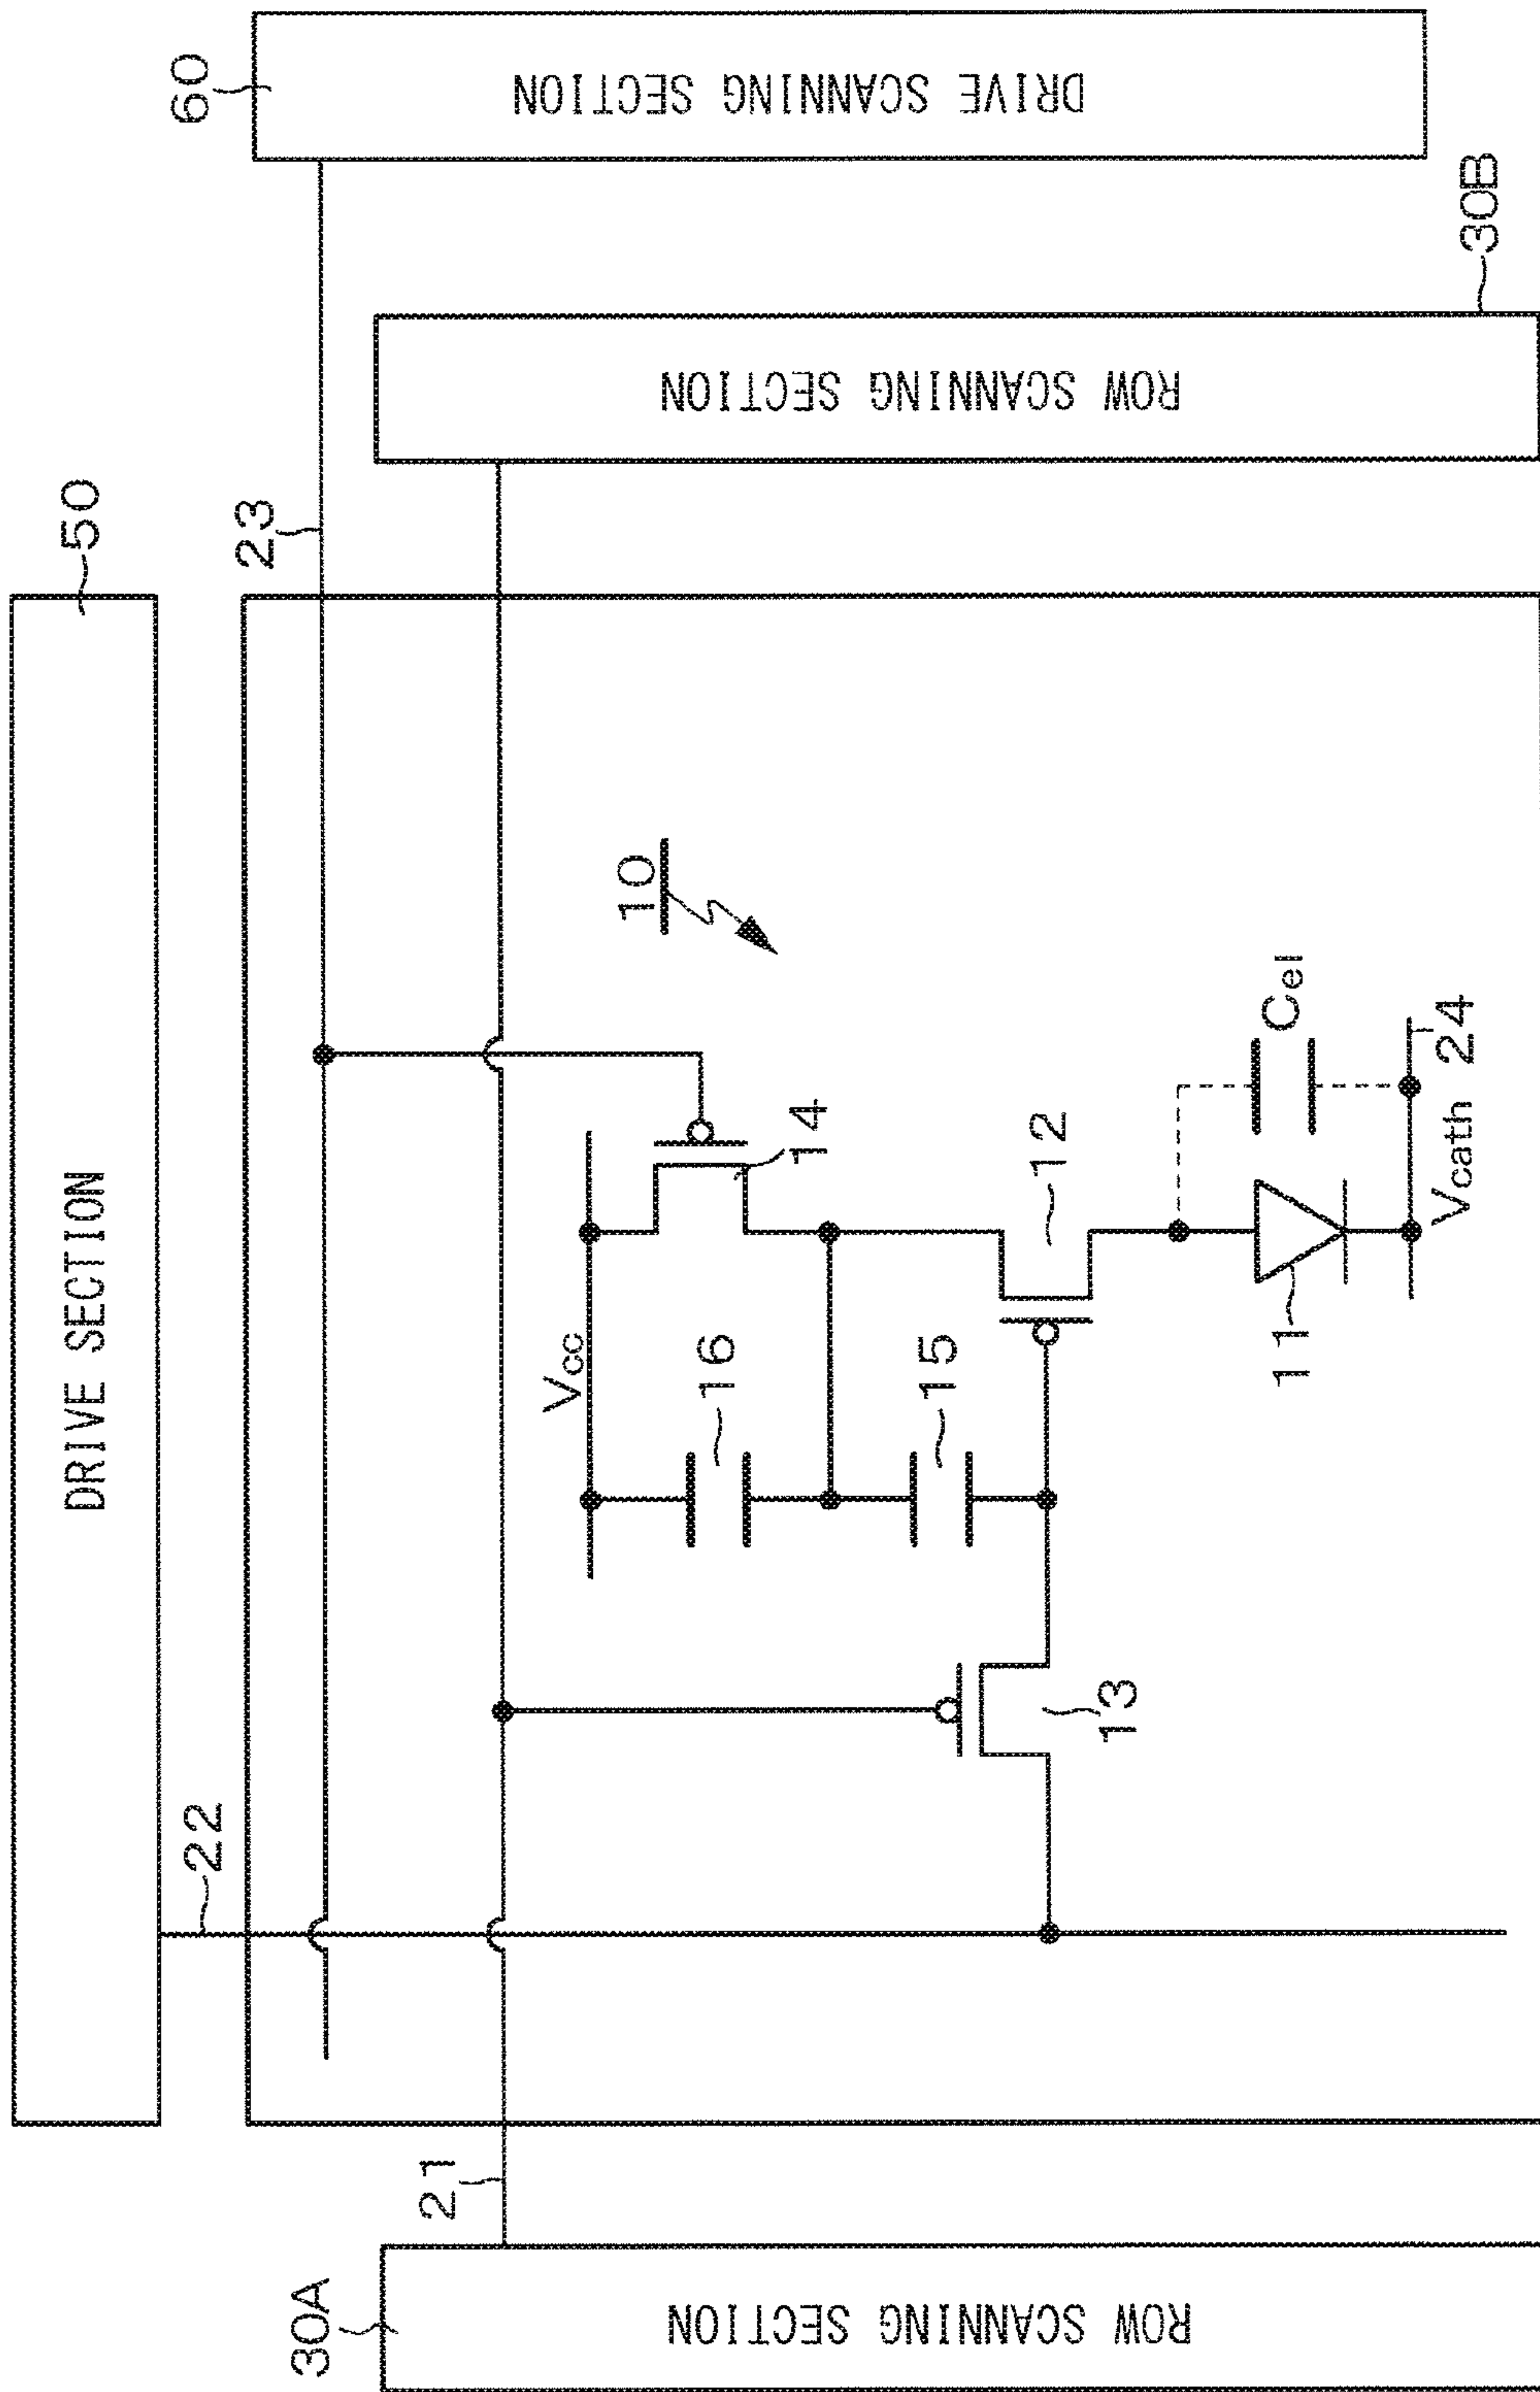 DRIVE SECTION
50
60
DRIVE SCANNING SECTION
23
22
30B
ROW SCANNING SECTION
30A
ROW SCANNING SECTION
21
10
Vcc
14
16
15
12
13
11
Cel
Vcath
24